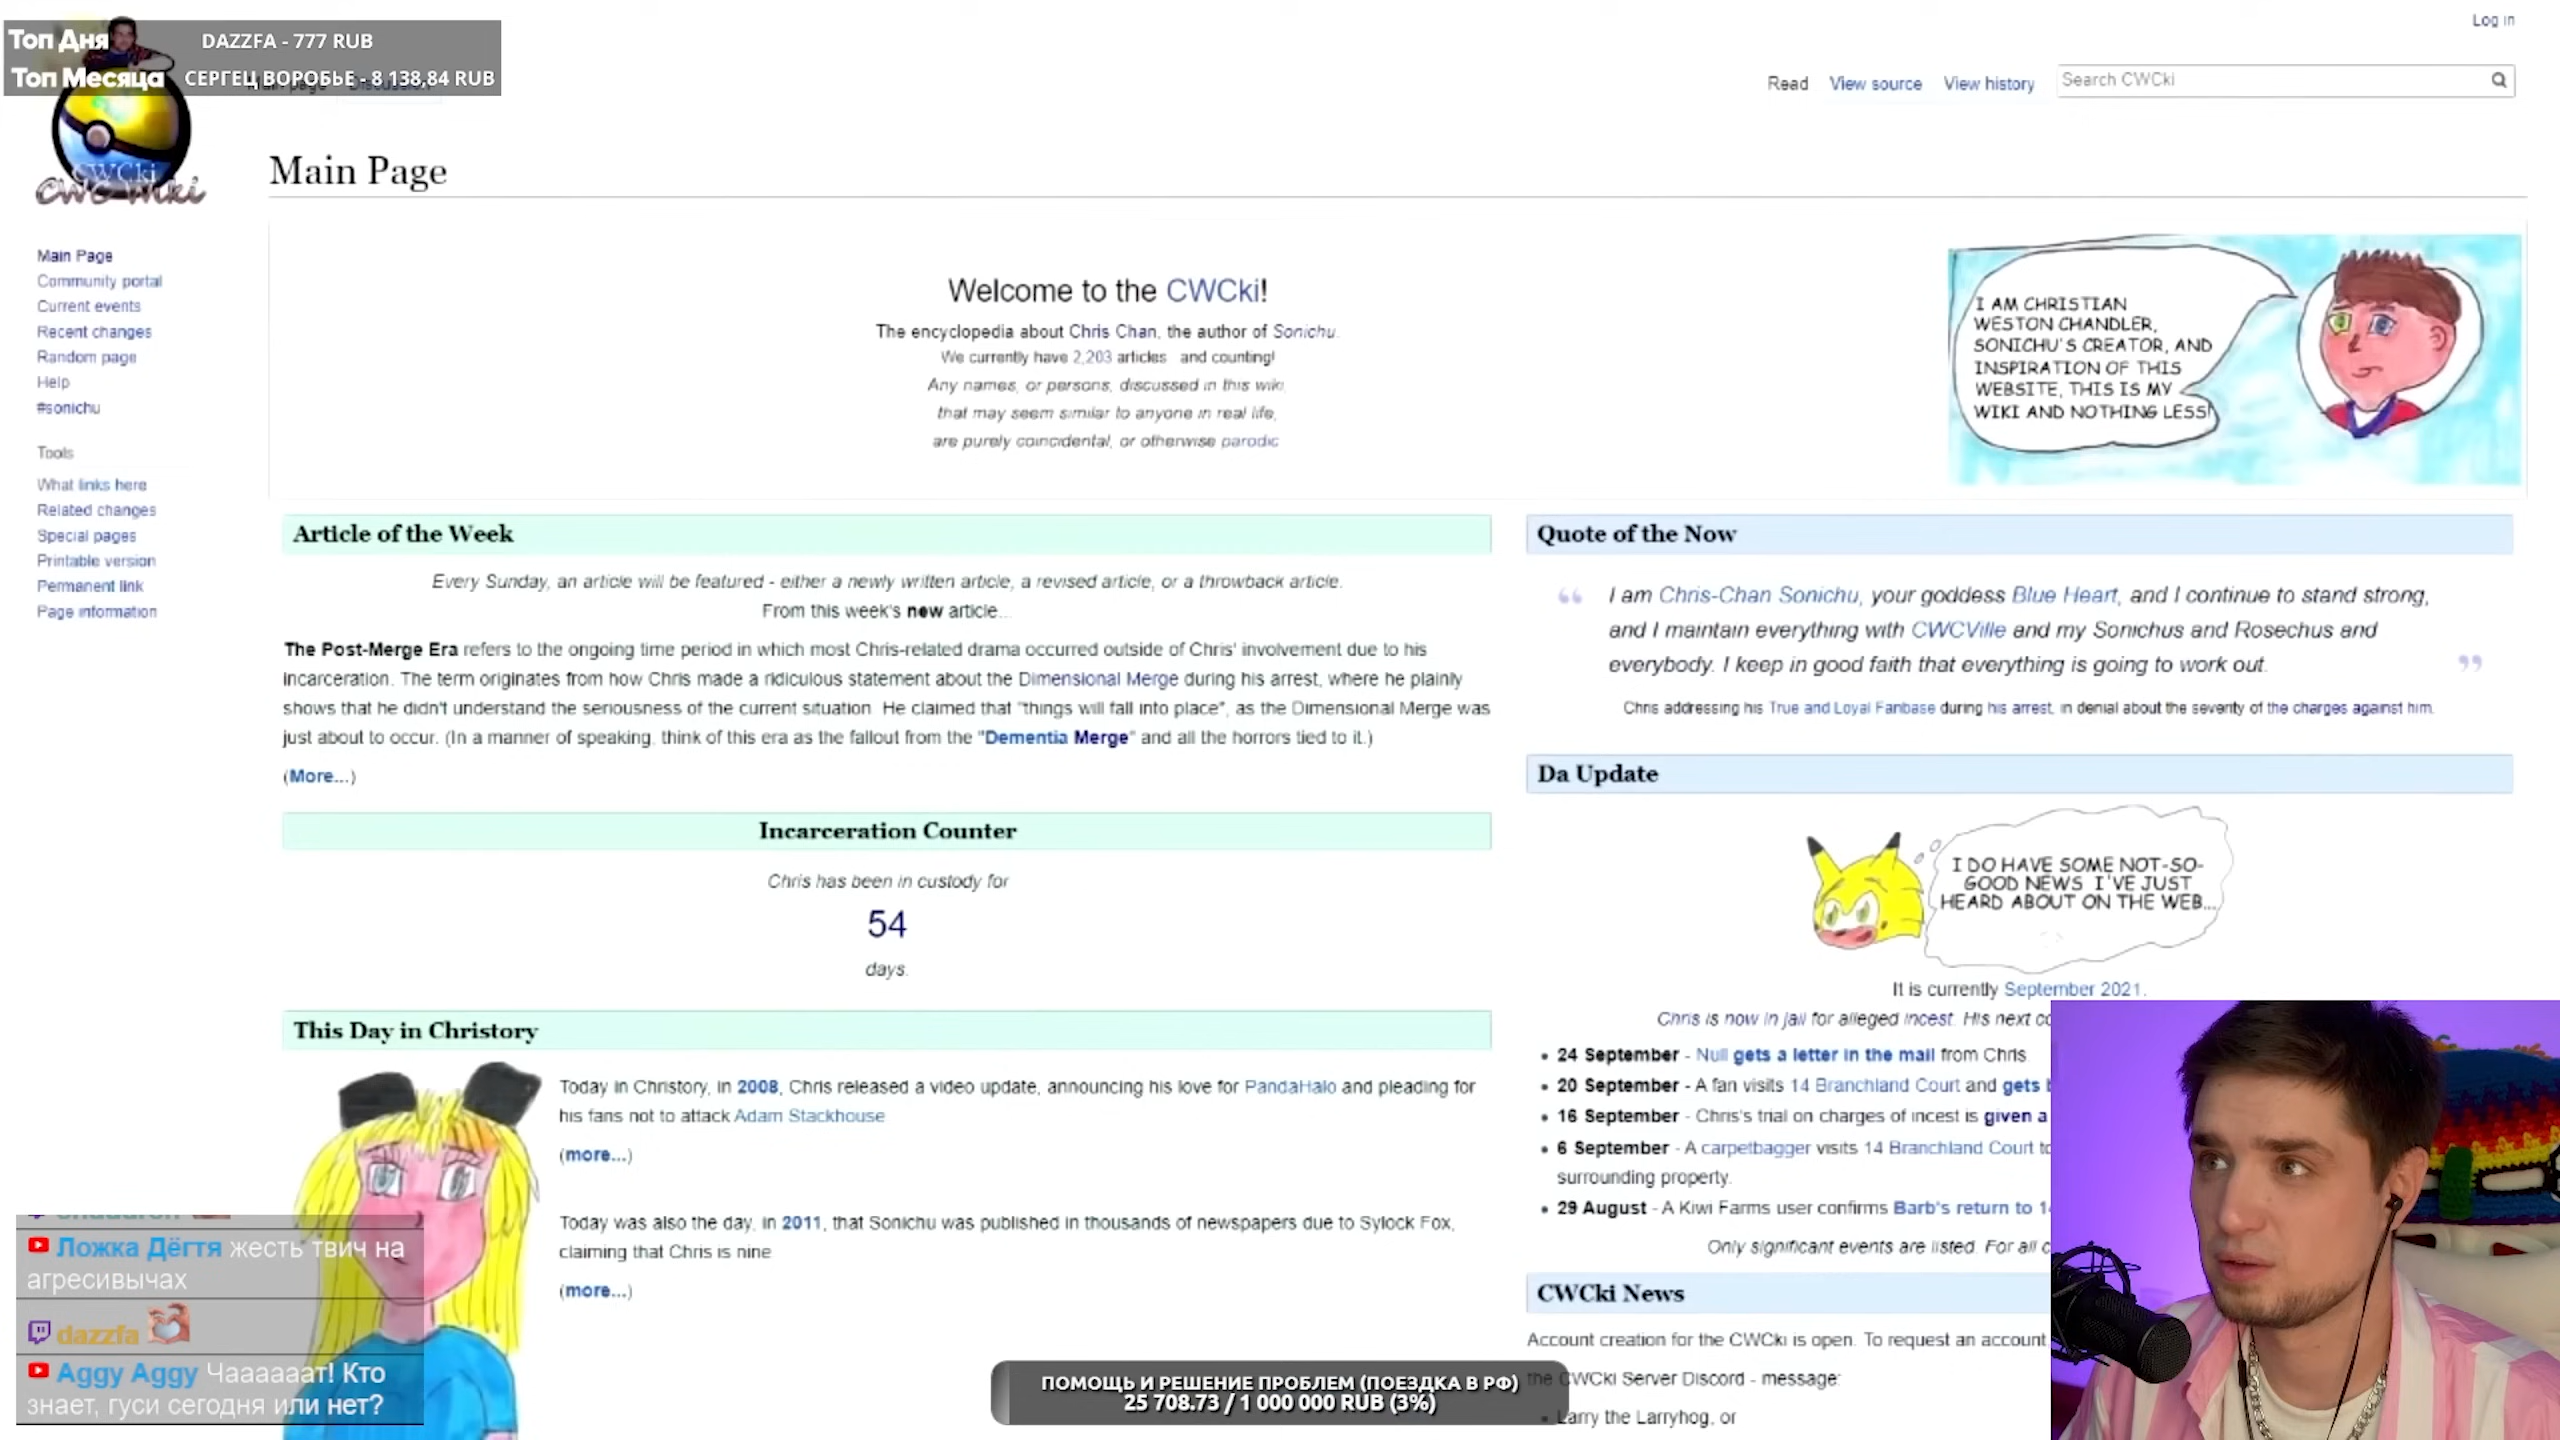 Топ Дня DAZZFA - 777 RUB
Топ Месяца СЕРГЕЦ ВОРОБЬЕ - 8 138,84 RUB
Log in
Read View source View history Search CWCki
CWCki
CWC Wiki
Main Page
Main Page
Community portal
Current events
Recent changes
Random page
Help
#sonichu
Tools
What links here
Related changes
Special pages
Printable version
Permanent link
Page information
Welcome to the CWCki!
The encyclopedia about Chris Chan, the author of Sonichu.
We currently have 2,203 articles and counting!
Any names, or persons, discussed in this wiki,
that may seem similar to anyone in real life,
are purely coincidental, or otherwise parodic
I AM CHRISTIAN
WESTON CHANDLER,
SONICHU'S CREATOR, AND
INSPIRATION OF THIS
WEBSITE, THIS IS MY
WIKI AND NOTHING LESS!
Article of the Week
Every Sunday, an article will be featured - either a newly written article, a revised article, or a throwback article.
From this week's new article...
The Post-Merge Era refers to the ongoing time period in which most Chris-related drama occurred outside of Chris' involvement due to his
incarceration. The term originates from how Chris made a ridiculous statement about the Dimensional Merge during his arrest, where he plainly
shows that he didn't understand the seriousness of the current situation. He claimed that "things will fall into place", as the Dimensional Merge was
just about to occur. (In a manner of speaking, think of this era as the fallout from the "Dementia Merge" and all the horrors tied to it.)
(More...)
Incarceration Counter
Chris has been in custody for
54
days.
This Day in Christory
Today in Christory, in 2008, Chris released a video update, announcing his love for PandaHalo and pleading for
his fans not to attack Adam Stackhouse
(more...)
Today was also the day, in 2011, that Sonichu was published in thousands of newspapers due to Sylock Fox,
claiming that Chris is nine
(more...)
Quote of the Now
“ I am Chris-Chan Sonichu, your goddess Blue Heart, and I continue to stand strong,
and I maintain everything with CWCVille and my Sonichus and Rosechus and
everybody. I keep in good faith that everything is going to work out. ”
Chris addressing his True and Loyal Fanbase during his arrest, in denial about the severity of the charges against him.
Da Update
I DO HAVE SOME NOT-SO-
GOOD NEWS I'VE JUST
HEARD ABOUT ON THE WEB...
It is currently September 2021.
Chris is now in jail for alleged incest. His next
• 24 September - Null gets a letter in the mail from Chris.
• 20 September - A fan visits 14 Branchland Court and gets
• 16 September - Chris's trial on charges of incest is given a
• 6 September - A carpetbagger visits 14 Branchland Court
surrounding property.
• 29 August - A Kiwi Farms user confirms Barb's return to
Only significant events are listed. For all
CWCki News
Account creation for the CWCki is open. To request an account
the CWCki Server Discord - message:
• Larry the Larryhog, or
Ложка Дёгтя жесть твич на
агресивычах
dazzfa
Aggy Aggy Чаааааат! Кто
знает, гуси сегодня или нет?
ПОМОЩЬ И РЕШЕНИЕ ПРОБЛЕМ (ПОЕЗДКА В РФ)
25 708.73 / 1 000 000 RUB (3%)